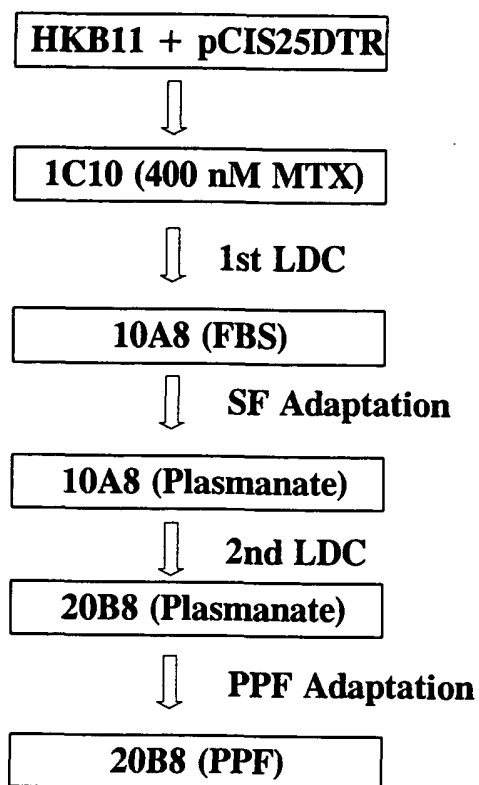 HKB11 + pCIS25DTR
1C10 (400 nM MTX)
1st LDC
10A8 (FBS)
SF Adaptation
10A8 (Plasmanate)
2nd LDC
20B8 (Plasmanate)
PPF Adaptation
20B8 (PPF)